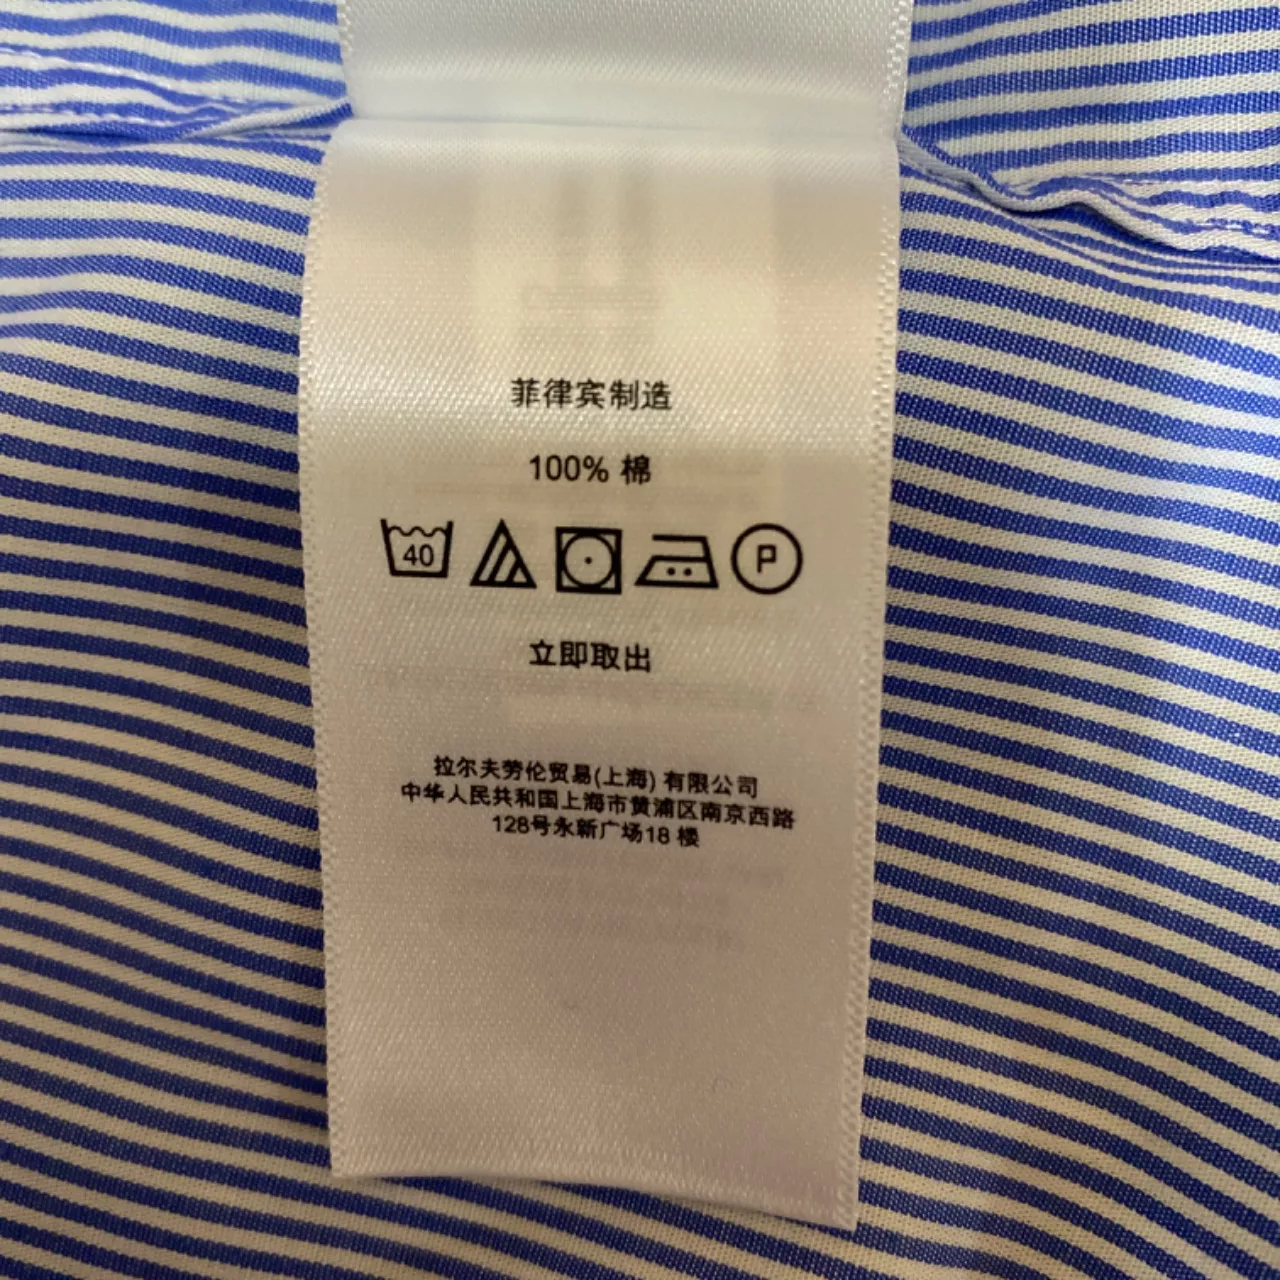 菲律宾制造
100% 棉
40
P
立即取出
拉尔夫劳伦贸易(上海) 有限公司
中华人民共和国上海市黄浦区南京西路
128号永新广场18 楼